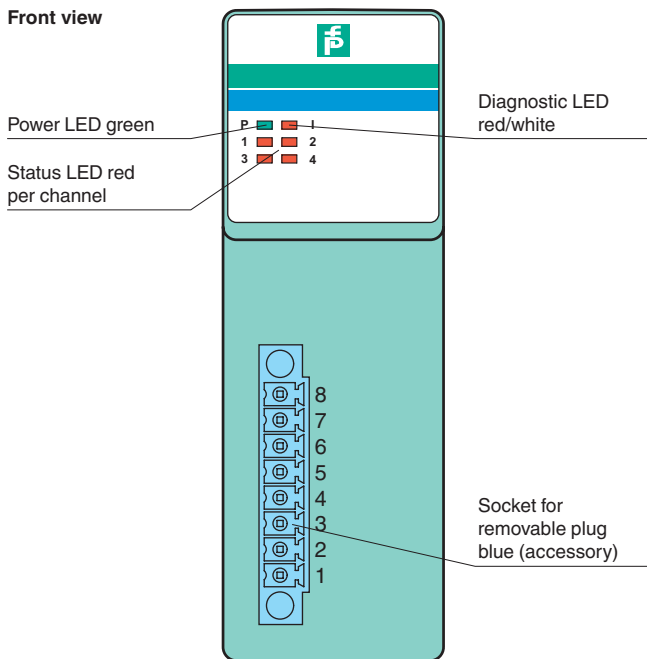 Front view
Power LED green
Status LED red
per channel
P I
1 2
3 4
Diagnostic LED
red/white
8
7
6
5
4
3
2
1
Socket for
removable plug
blue (accessory)